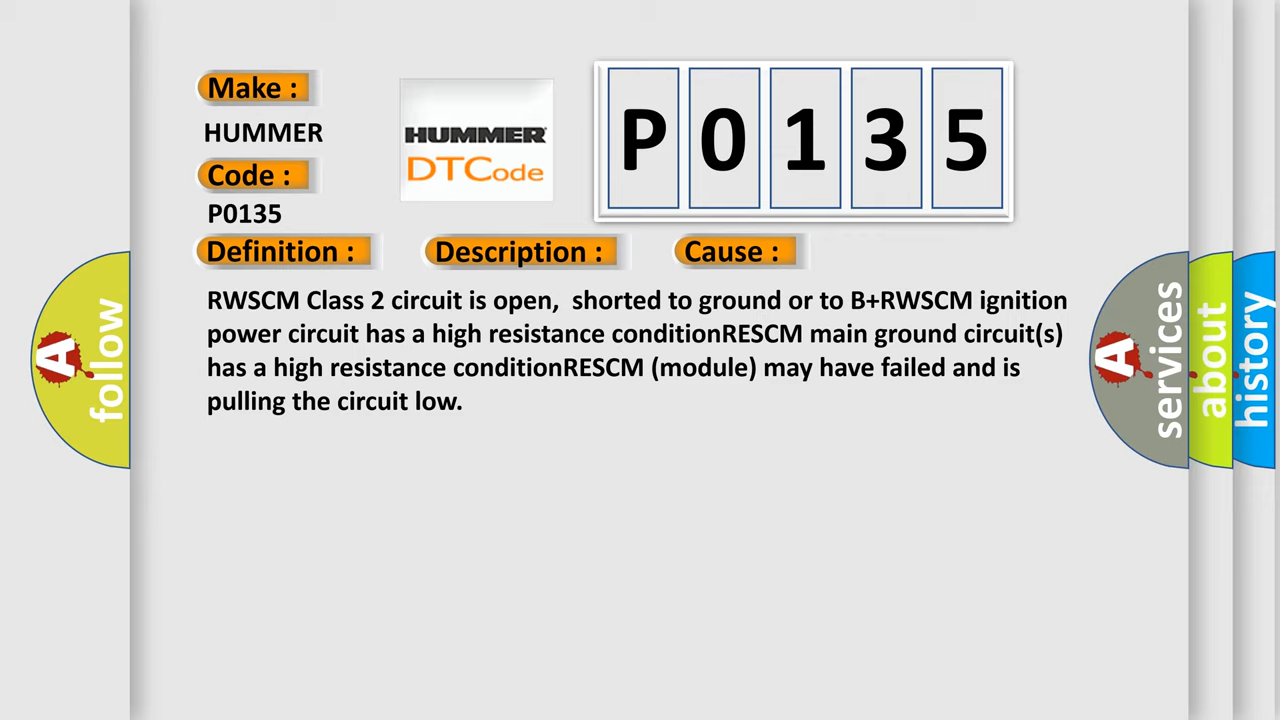 Make :
HUMMER
Code :
P0135
HUMMER
DTCode
P 0 1 3 5
Definition :
Description :
Cause :
RWSCM Class 2 circuit is open,  shorted to ground or to B+RWSCM ignition
power circuit has a high resistance conditionRESCM main ground circuit(s)
has a high resistance conditionRESCM (module) may have failed and is
pulling the circuit low.
A
follow
A
services
about
history